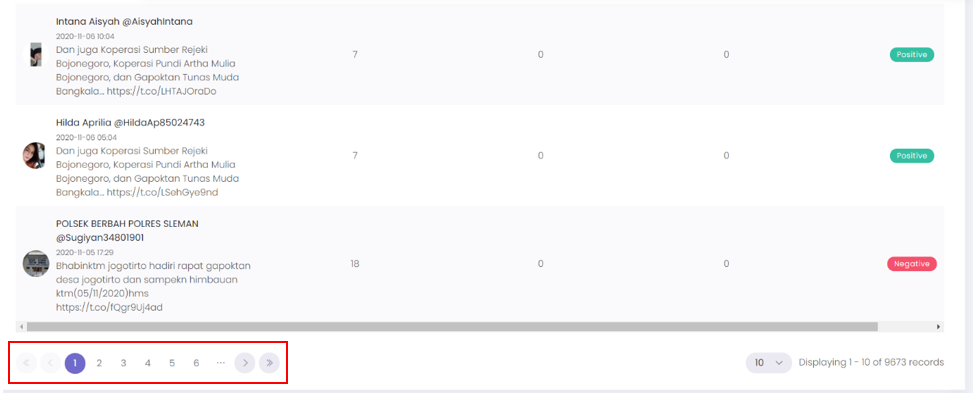 Intana Aisyah @AisyahIntana
2020-11-06 10:04
Dan juga Koperasi Sumber Rejeki
Bojonegoro, Koperasi Pundi Artha Mulia
Bojonegoro, dan Gapoktan Tunas Muda
Bangkala... https://t.co/LHTAJOraDo
7 0 0 Positive
Hilda Aprilia @HildaAp85024743
2020-11-06 05:04
Dan juga Koperasi Sumber Rejeki
Bojonegoro, Koperasi Pundi Artha Mulia
Bojonegoro, dan Gapoktan Tunas Muda
Bangkala... https://t.co/LSehGye9nd
7 0 0 Positive
POLSEK BERBAH POLRES SLEMAN
@Sugiyan34801901
2020-11-05 17:29
Bhabinktm jogotirto hadiri rapat gapoktan
desa jogotirto dan sampekn himbauan
ktm(05/11/2020)hms
https://t.co/fQgr9Uj4ad
18 0 0 Negative
1 2 3 4 5 6 ...
10 Displaying 1 - 10 of 9673 records